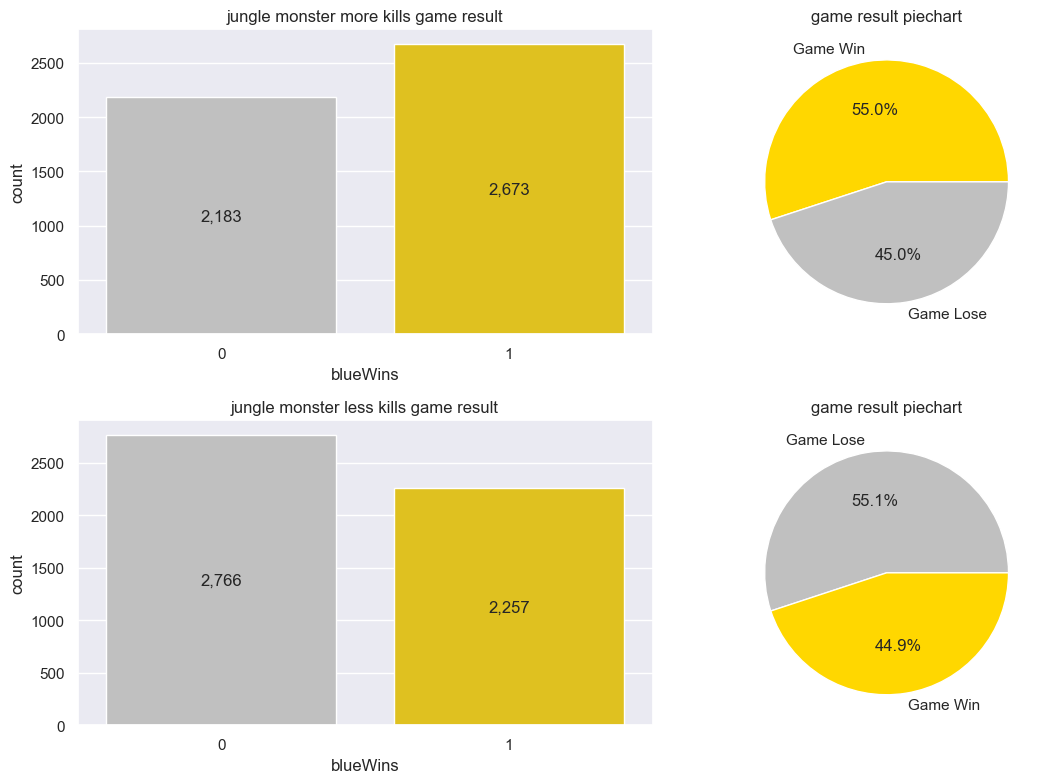 jungle monster more kills game result
2500
2000
1500
1000
500
0
count
2,183
2,673
0
1
blueWins
game result piechart
Game Win
55.0%
45.0%
Game Lose
jungle monster less kills game result
2500
2000
1500
1000
500
0
count
2,766
2,257
0
1
blueWins
game result piechart
Game Lose
55.1%
44.9%
Game Win